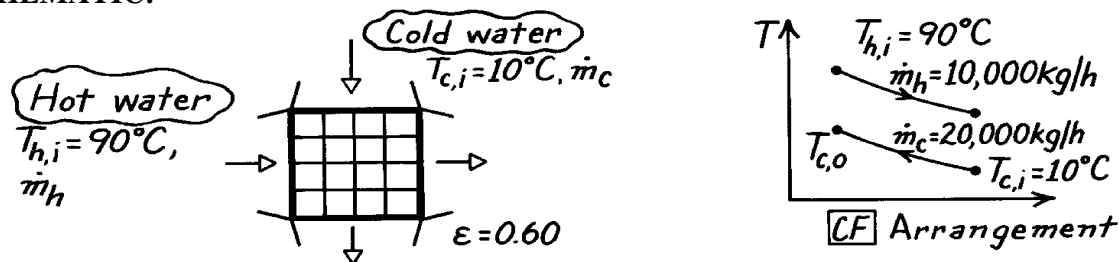 Cold water
T_c,i = 10°C, ṁ_c
Hot water
T_h,i = 90°C,
ṁ_h
ε = 0.60
T
T_h,i = 90°C
ṁ_h = 10,000 kg/h
ṁ_c = 20,000 kg/h
T_c,o
T_c,i = 10°C
CF Arrangement